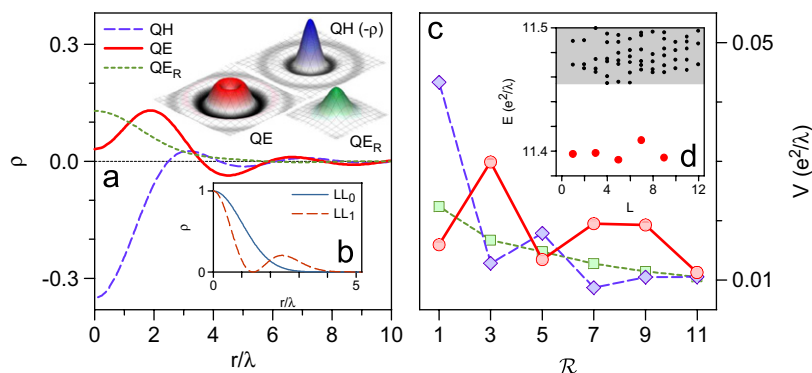 QH
QE
QE_R
QH (-ρ)
QE
QE_R
a
ρ
0.3
0.0
-0.3
0
2
4
6
8
10
r/λ
b
LL₀
LL₁
ρ
1
0
0
5
r/λ
c
0.05
0.01
V (e²/λ)
1
3
5
7
9
11
ℛ
d
11.5
11.4
E (e²/λ)
0
2
4
6
8
10
12
L